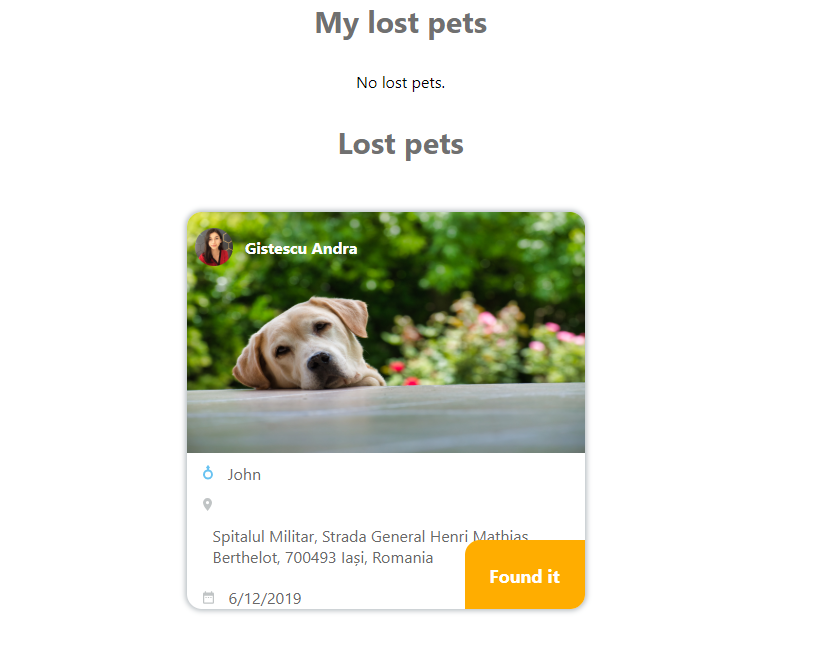 My lost pets
No lost pets.
Lost pets
Gistescu Andra
John
Spitalul Militar, Strada General Henri Mathias
Berthelot, 700493 Iași, Romania
Found it
6/12/2019